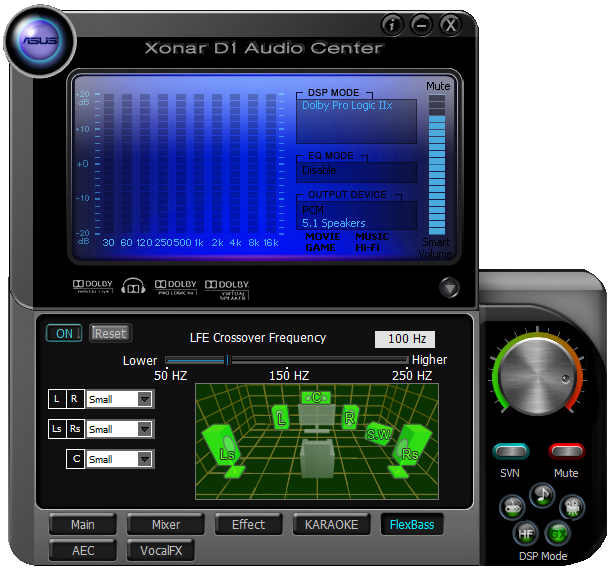 ASUS
Xonar D1 Audio Center
Mute
+20
dB
+10
+0
-10
-20
dB
30 60 120 250 500 1k 2k 4k 8k 16k
DSP MODE
Dolby Pro Logic IIx
EQ MODE
Disable
OUTPUT DEVICE
PCM
5.1 Speakers
MOVIE MUSIC
GAME Hi-Fi
Smart
Volume
DOLBY
DIGITAL LIVE
DOLBY
PRO LOGIC IIx
DOLBY
VIRTUAL
SPEAKER
ON Reset
LFE Crossover Frequency 100 Hz
Lower Higher
50 HZ 150 HZ 250 HZ
L R Small
Ls Rs Small
C Small
C
L R
S.W.
Ls Rs
SVN Mute
HF GX
DSP Mode
Main Mixer Effect KARAOKE FlexBass
AEC VocalFX